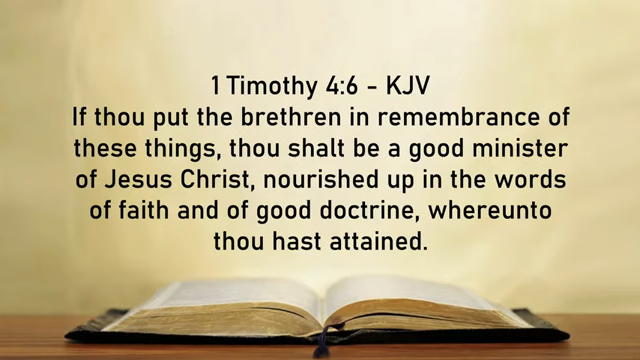 1 Timothy 4:6 - KJV
If thou put the brethren in remembrance of
these things, thou shalt be a good minister
of Jesus Christ, nourished up in the words
of faith and of good doctrine, whereunto
thou hast attained.